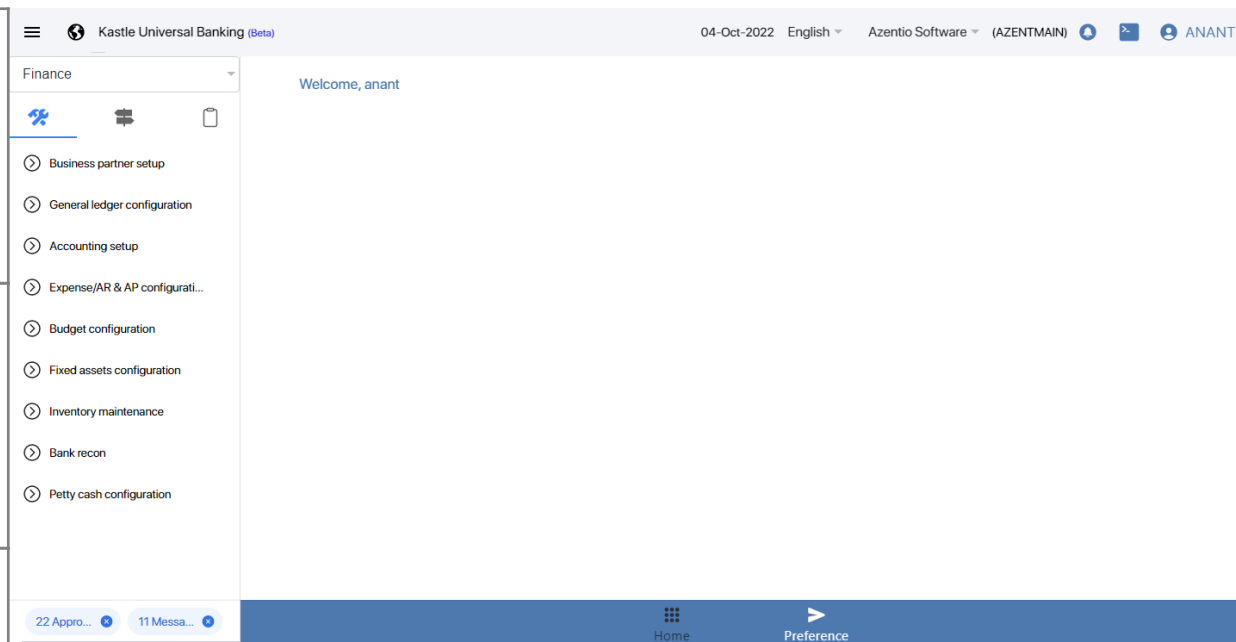 Kastle Universal Banking (Beta)
04-Oct-2022 English Azentio Software (AZENTMAIN) ANANT
Finance
Welcome, anant
Business partner setup
General ledger configuration
Accounting setup
Expense/AR & AP configurati...
Budget configuration
Fixed assets configuration
Inventory maintenance
Bank recon
Petty cash configuration
22 Appro... 11 Messa...
Home Preference